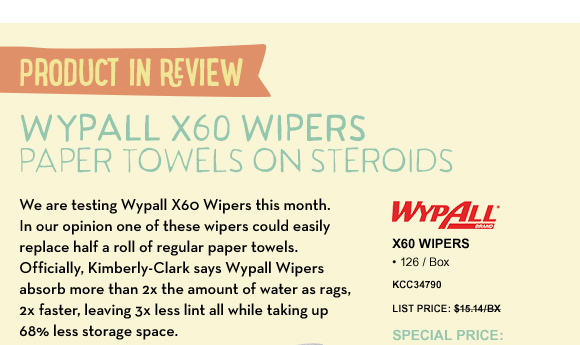 PRODUCT IN REVIEW
WYPALL X60 WIPERS
PAPER TOWELS ON STEROIDS
We are testing Wypall X60 Wipers this month.
In our opinion one of these wipers could easily
replace half a roll of regular paper towels.
Officially, Kimberly-Clark says Wypall Wipers
absorb more than 2x the amount of water as rags,
2x faster, leaving 3x less lint all while taking up
68% less storage space.
WYPALL*
BRAND
X60 WIPERS
• 126 / Box
KCC34790
LIST PRICE: $15.14/BX
SPECIAL PRICE: